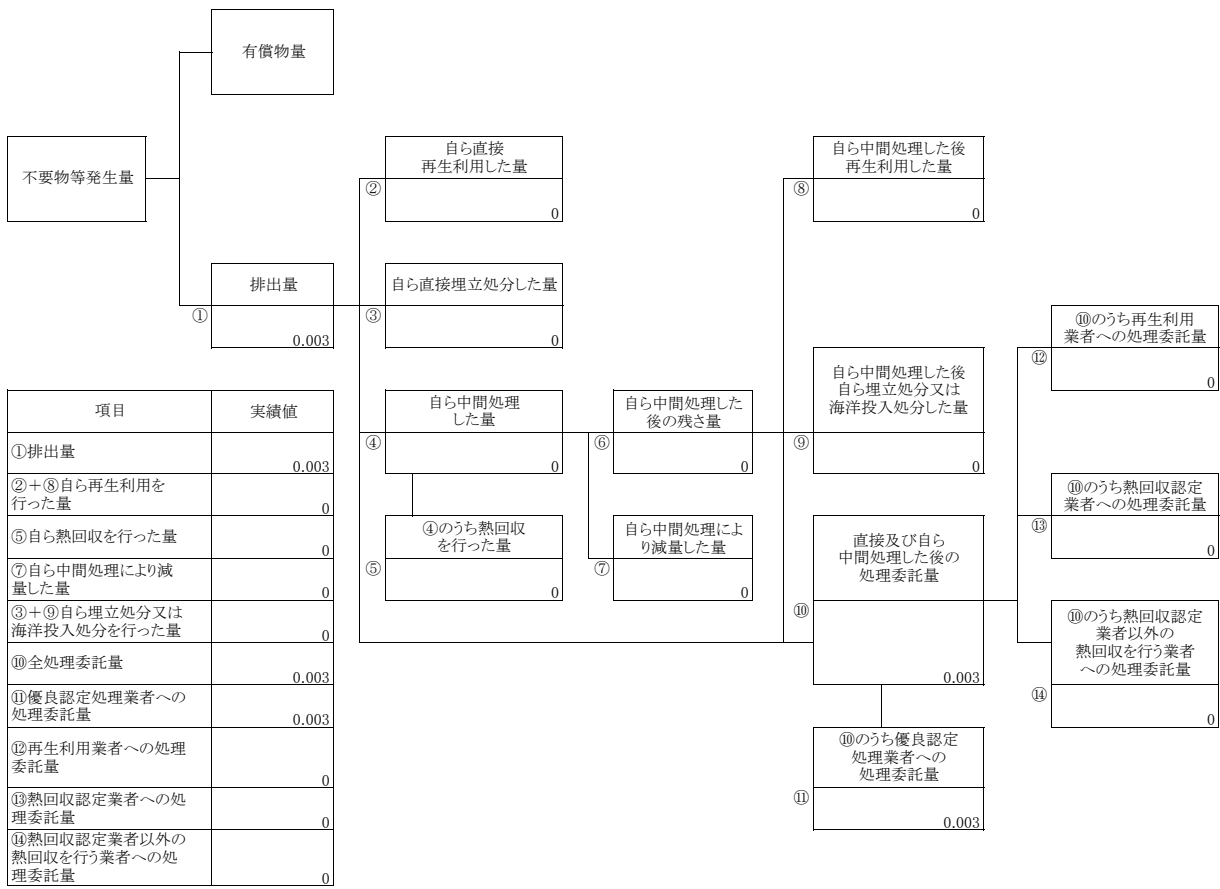 有償物量
不要物等発生量
排出量
①
0.003
自ら直接
再生利用した量
②
0
自ら直接埋立処分した量
③
0
自ら中間処理
した量
④
0
④のうち熱回収
を行った量
⑤
0
自ら中間処理した
後の残さ量
⑥
0
自ら中間処理によ
り減量した量
⑦
0
自ら中間処理した後
再生利用した量
⑧
0
自ら中間処理した後
自ら埋立処分又は
海洋投入処分した量
⑨
0
直接及び自ら
中間処理した後の
処理委託量
⑩
0.003
⑩のうち優良認定
処理業者への
処理委託量
⑪
0.003
⑩のうち再生利用
業者への処理委託量
⑫
0
⑩のうち熱回収認定
業者への処理委託量
⑬
0
⑩のうち熱回収認定
業者以外の
熱回収を行う業者
への処理委託量
⑭
0
項目 実績値
①排出量
0.003
②+⑧自ら再生利用を
行った量
0
⑤自ら熱回収を行った量
0
⑦自ら中間処理により減
量した量
0
③+⑨自ら埋立処分又は
海洋投入処分を行った量
0
⑩全処理委託量
0.003
⑪優良認定処理業者への
処理委託量
0.003
⑫再生利用業者への処理
委託量
0
⑬熱回収認定業者への処
理委託量
0
⑭熱回収認定業者以外の
熱回収を行う業者への処
理委託量
0